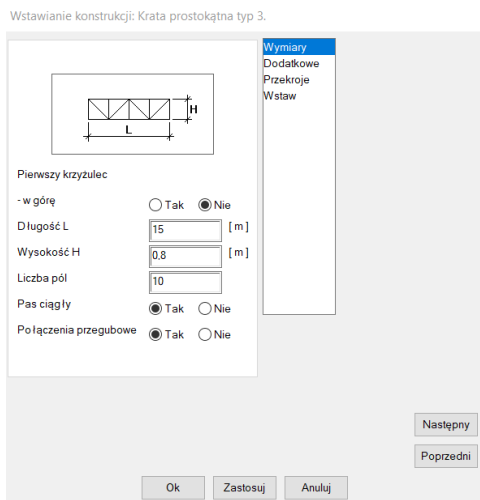 Wstawianie konstrukcji: Krata prostokątna typ 3.
Wymiary
Dodatkowe
Przekroje
Wstaw
H
L
Pierwszy krzyżulec
- w górę Tak Nie
Długość L 15 [ m ]
Wysokość H 0,8 [ m ]
Liczba pól 10
Pas ciągły Tak Nie
Połączenia przegubowe Tak Nie
Następny
Poprzedni
Ok Zastosuj Anuluj